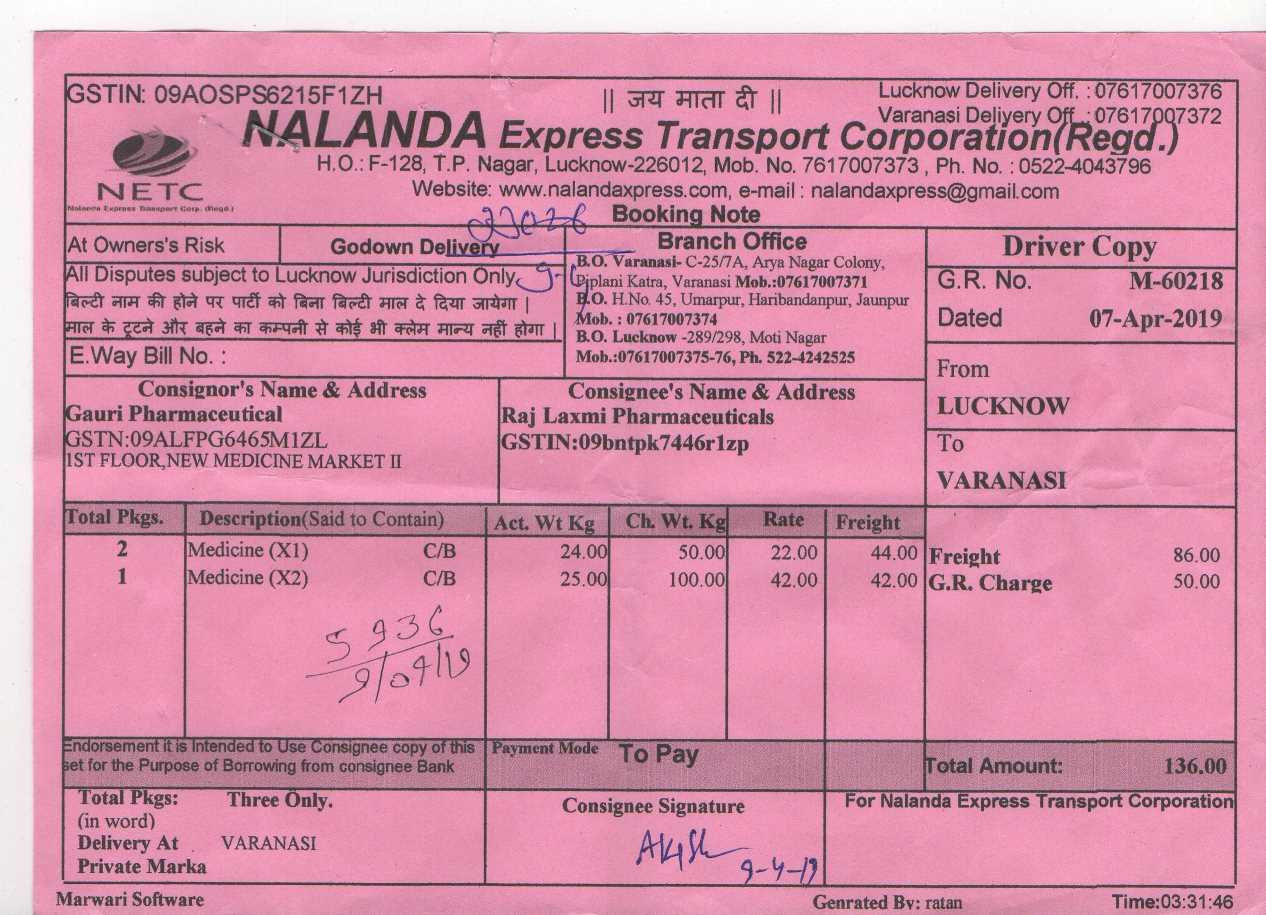 GSTIN: 09AOSPS6215F1ZH
|| जय माता दी ||
Lucknow Delivery Off. : 07617007376
Varanasi Delivery Off. : 07617007372
NALANDA Express Transport Corporation(Regd.)
NETC
Nalanda Express Transport Corp. (Regd.)
H.O.: F-128, T.P. Nagar, Lucknow-226012, Mob. No. 7617007373 , Ph. No. : 0522-4043796
Website: www.nalandaxpress.com, e-mail : nalandaxpress@gmail.com
Booking Note
At Owners's Risk
Godown Delivery
All Disputes subject to Lucknow Jurisdiction Only.
बिल्टी नाम की होने पर पार्टी को बिना बिल्टी माल दे दिया जायेगा |
माल के टूटने और बहने का कम्पनी से कोई भी क्लेम मान्य नहीं होगा |
E.Way Bill No. :
Branch Office
B.O. Varanasi- C-25/7A, Arya Nagar Colony,
Piplani Katra, Varanasi Mob.:07617007371
B.O. H.No. 45, Umarpur, Haribandanpur, Jaunpur
Mob. : 07617007374
B.O. Lucknow -289/298, Moti Nagar
Mob.:07617007375-76, Ph. 522-4242525
Driver Copy
G.R. No. M-60218
Dated 07-Apr-2019
From
LUCKNOW
To
VARANASI
Consignor's Name & Address
Gauri Pharmaceutical
GSTN:09ALFPG6465M1ZL
1ST FLOOR,NEW MEDICINE MARKET II
Consignee's Name & Address
Raj Laxmi Pharmaceuticals
GSTIN:09bntpk7446r1zp
Total Pkgs. Description(Said to Contain) Act. Wt Kg Ch. Wt. Kg Rate Freight
2 Medicine (X1) C/B 24.00 50.00 22.00 44.00
1 Medicine (X2) C/B 25.00 100.00 42.00 42.00
Freight 86.00
G.R. Charge 50.00
5936
9/04/19
Endorsement it is Intended to Use Consignee copy of this
set for the Purpose of Borrowing from consignee Bank
Payment Mode To Pay
Total Amount: 136.00
Total Pkgs: Three Only.
(in word)
Delivery At VARANASI
Private Marka
Consignee Signature
9-4-19
For Nalanda Express Transport Corporation
Marwari Software
Genrated By: ratan
Time:03:31:46